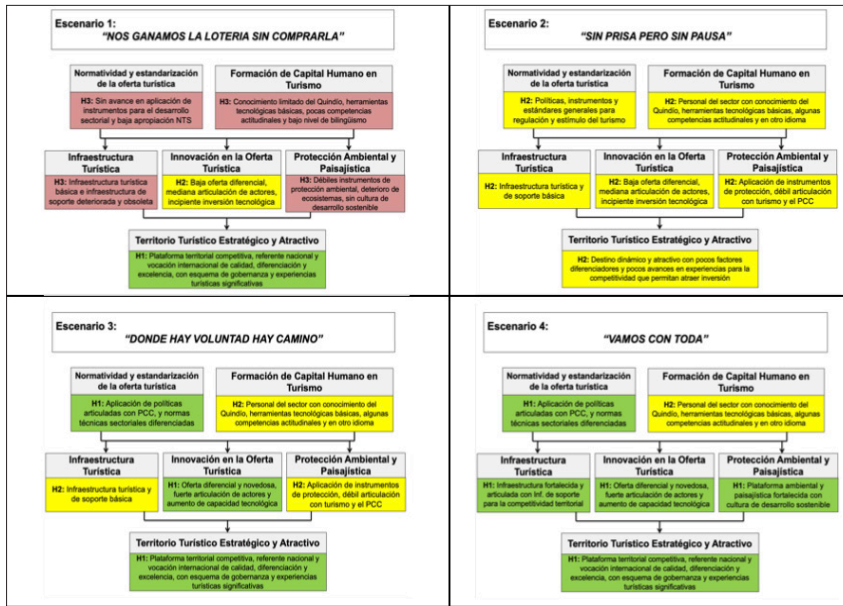 Escenario 1:
"NOS GANAMOS LA LOTERIA SIN COMPRARLA"
Normatividad y estandarización
de la oferta turística
H3: Sin avance en aplicación de
instrumentos para el desarrollo
sectorial y baja apropiación NTS
Formación de Capital Humano en
Turismo
H3: Conocimiento limitado del Quindío, herramientas
tecnológicas básicas, pocas competencias
actitudinales y bajo nivel de bilingüismo
Infraestructura
Turística
H3: Infraestructura turística
básica e infraestructura de
soporte deteriorada y obsoleta
Innovación en la Oferta
Turística
H2: Baja oferta diferencial,
mediana articulación de actores,
incipiente inversión tecnológica
Protección Ambiental y
Paisajística
H3: Débiles instrumentos de
protección ambiental, deterioro de
ecosistemas, sin cultura de
desarrollo sostenible
Territorio Turístico Estratégico y Atractivo
H1: Plataforma territorial competitiva, referente nacional y
vocación internacional de calidad, diferenciación y
excelencia, con esquema de gobernanza y experiencias
turísticas significativas
Escenario 2:
"SIN PRISA PERO SIN PAUSA"
Normatividad y estandarización
de la oferta turística
H2: Políticas, instrumentos y
estándares generales para
regulación y estímulo del turismo
Formación de Capital Humano en
Turismo
H2: Personal del sector con conocimiento del
Quindío, herramientas tecnológicas básicas, algunas
competencias actitudinales y en otro idioma
Infraestructura
Turística
H2: Infraestructura turística y
de soporte básica
Innovación en la Oferta
Turística
H2: Baja oferta diferencial,
mediana articulación de actores,
incipiente inversión tecnológica
Protección Ambiental y
Paisajística
H2: Aplicación de instrumentos
de protección, débil articulación
con turismo y el PCC
Territorio Turístico Estratégico y Atractivo
H2: Destino dinámico y atractivo con pocos factores
diferenciadores y pocos avances en experiencias para la
competitividad que permitan atraer inversión
Escenario 3:
"DONDE HAY VOLUNTAD HAY CAMINO"
Normatividad y estandarización
de la oferta turística
H1: Aplicación de políticas
articuladas con PCC, y normas
técnicas sectoriales diferenciadas
Formación de Capital Humano en
Turismo
H2: Personal del sector con conocimiento del
Quindío, herramientas tecnológicas básicas, algunas
competencias actitudinales y en otro idioma
Infraestructura
Turística
H2: Infraestructura turística y
de soporte básica
Innovación en la Oferta
Turística
H1: Oferta diferencial y novedosa,
fuerte articulación de actores y
aumento de capacidad tecnológica
Protección Ambiental y
Paisajística
H2: Aplicación de instrumentos
de protección, débil articulación
con turismo y el PCC
Territorio Turístico Estratégico y Atractivo
H1: Plataforma territorial competitiva, referente nacional y
vocación internacional de calidad, diferenciación y
excelencia, con esquema de gobernanza y experiencias
turísticas significativas
Escenario 4:
"VAMOS CON TODA"
Normatividad y estandarización
de la oferta turística
H1: Aplicación de políticas
articuladas con PCC, y normas
técnicas sectoriales diferenciadas
Formación de Capital Humano en
Turismo
H2: Personal del sector con conocimiento del
Quindío, herramientas tecnológicas básicas, algunas
competencias actitudinales y en otro idioma
Infraestructura
Turística
H1: Infraestructura fortalecida y
articulada con Inf. de soporte
para la competitividad territorial
Innovación en la Oferta
Turística
H1: Oferta diferencial y novedosa,
fuerte articulación de actores y
aumento de capacidad tecnológica
Protección Ambiental y
Paisajística
H1: Plataforma ambiental y
paisajística fortalecida con
cultura de desarrollo sostenible
Territorio Turístico Estratégico y Atractivo
H1: Plataforma territorial competitiva, referente nacional y
vocación internacional de calidad, diferenciación y
excelencia, con esquema de gobernanza y experiencias
turísticas significativas